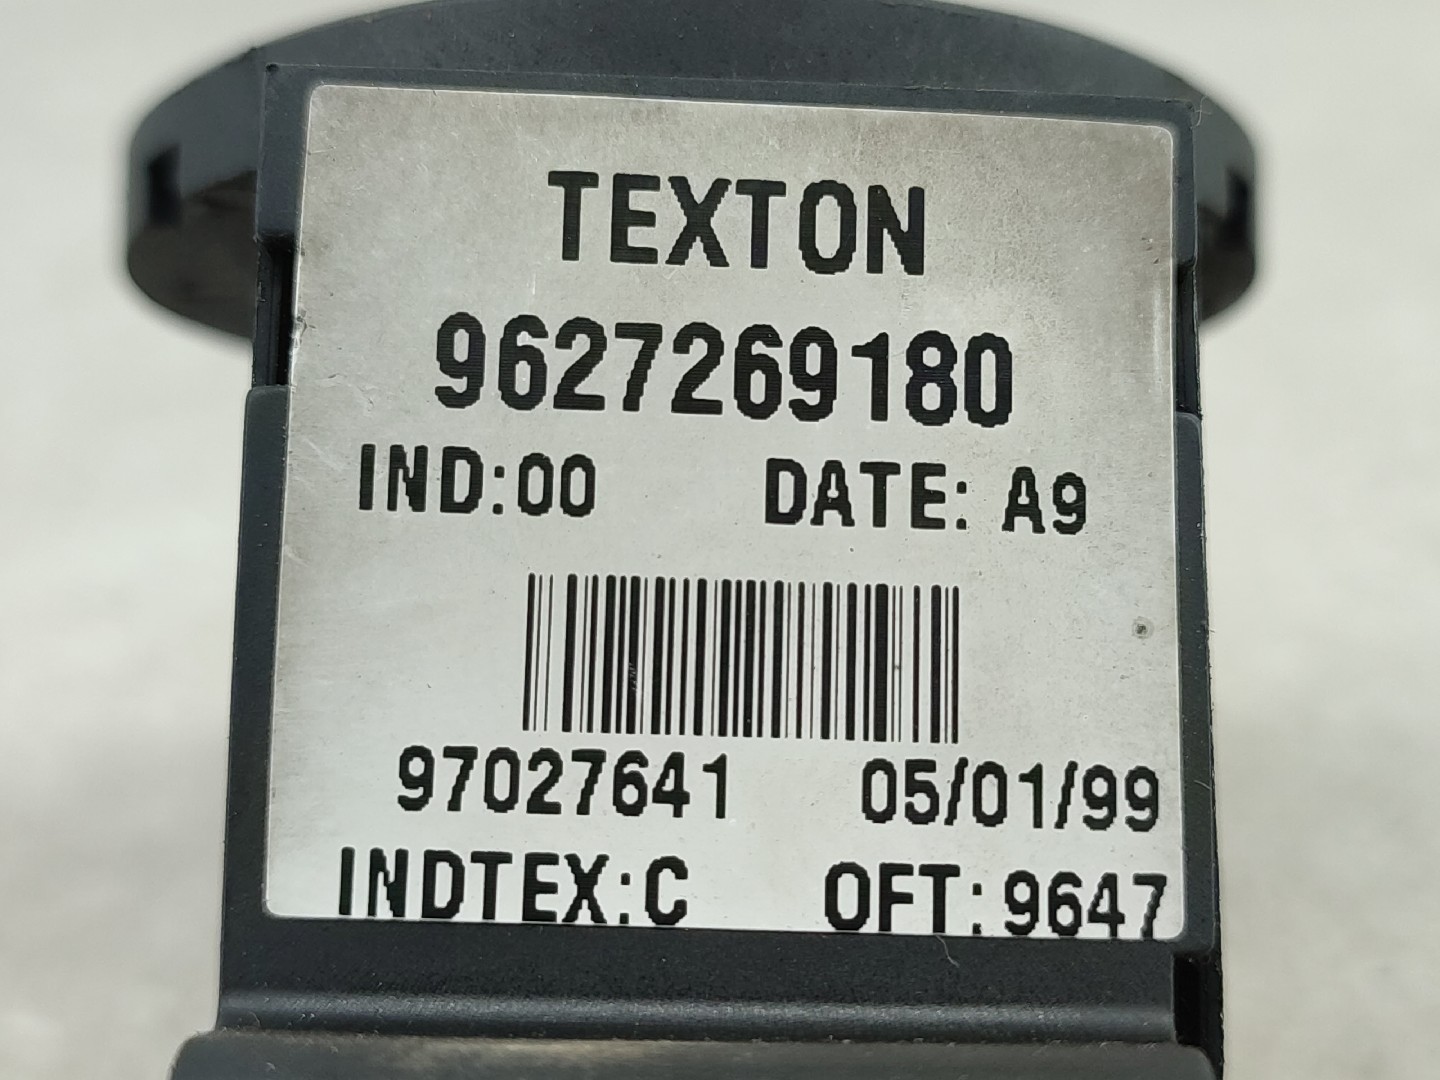 TEXTON
9627269180
IND:00 DATE: A9
97027641 05/01/99
INDTEX:C OFT:9647